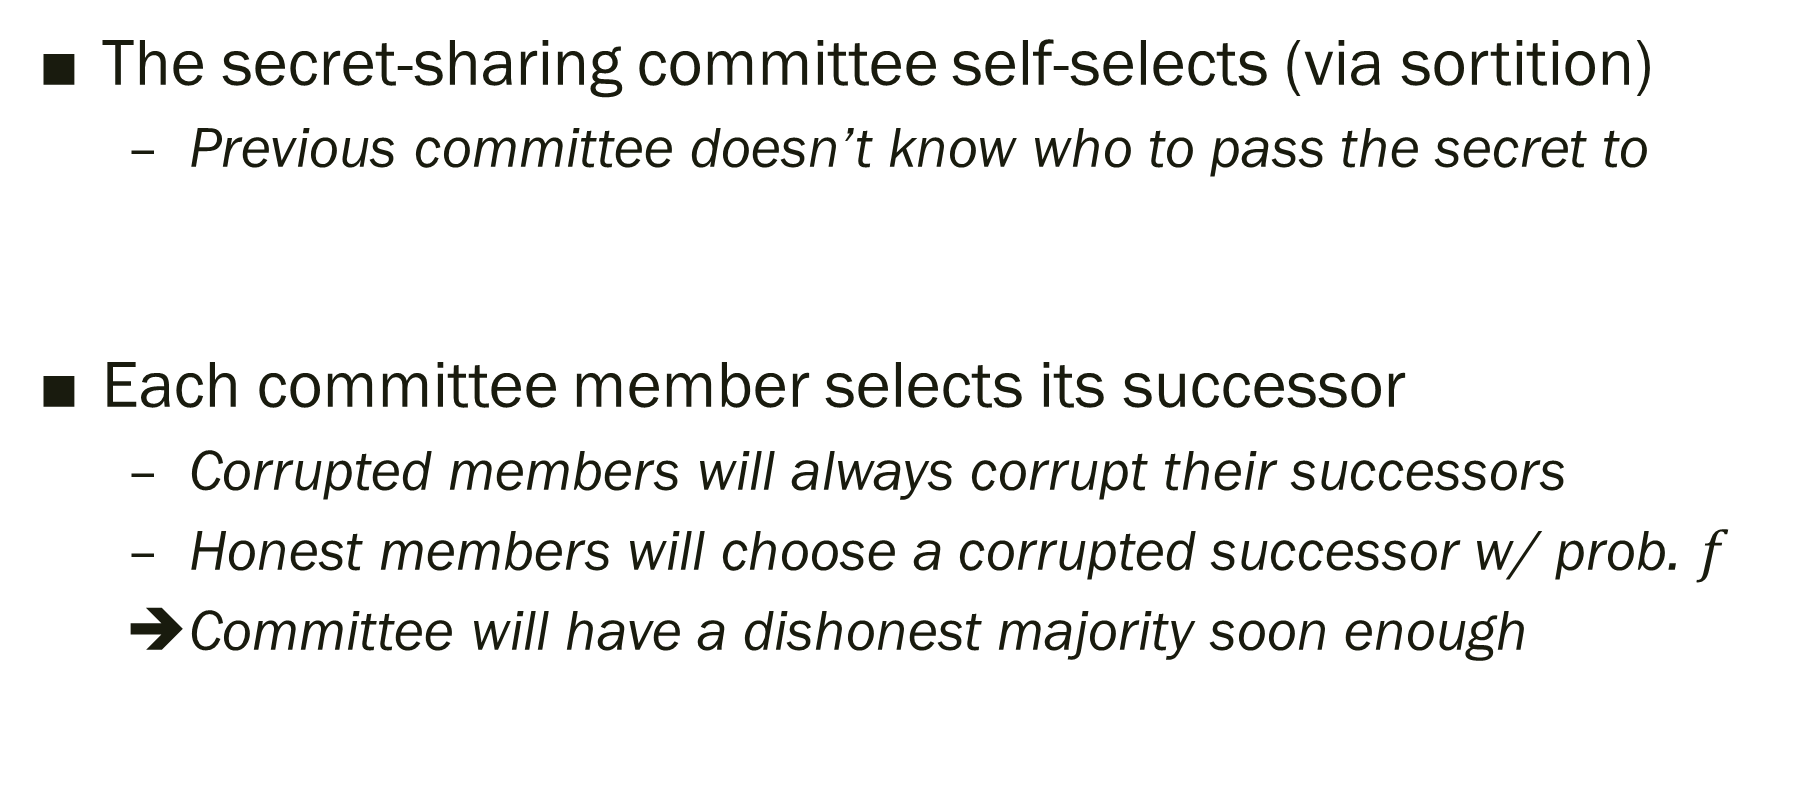 ■ The secret-sharing committee self-selects (via sortition)
– Previous committee doesn’t know who to pass the secret to
■ Each committee member selects its successor
– Corrupted members will always corrupt their successors
– Honest members will choose a corrupted successor w/ prob. f
➔ Committee will have a dishonest majority soon enough